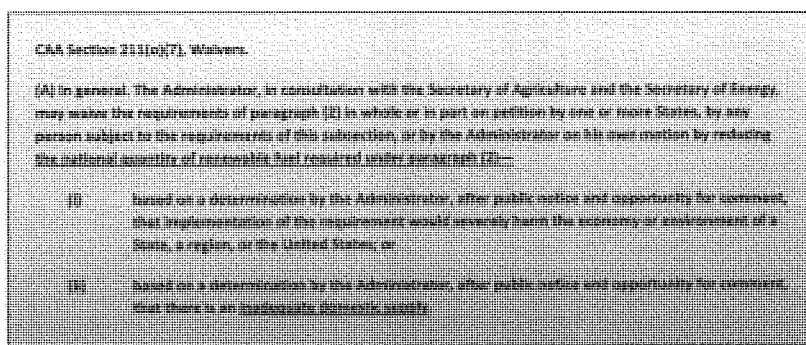 CAA Section 211(o)(7). Waivers.
(A) In general. The Administrator, in consultation with the Secretary of Agriculture and the Secretary of Energy,
may waive the requirements of paragraph (2) in whole or in part on petition by one or more States, by any
person subject to the requirements of this subsection, or by the Administrator on his own motion by reducing
the national quantity of renewable fuel required under paragraph (2)—
(i) based on a determination by the Administrator, after public notice and opportunity for comment,
that implementation of the requirement would severely harm the economy or environment of a
State, a region, or the United States; or
(ii) based on a determination by the Administrator, after public notice and opportunity for comment,
that there is an inadequate domestic supply.